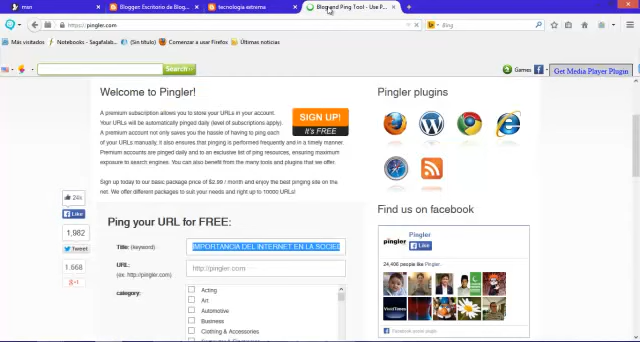 msn
Blogger: Escritorio de Blog...
tecnologia extrema
Blog and Ping Tool - Use P...
https://pingler.com
Bing
Más visitados
Notebooks - Sagafalab...
(Sin título)
Comenzar a usar Firefox
Últimas noticias
Search
Games
Get Media Player Plugin
Welcome to Pingler!
A premium subscription allows you to store your URLs in your account.
Your URLs will be automatically pinged daily (level of subscriptions apply).
A premium account not only saves you the hassle of having to ping each
of your URLs manually, it also ensures that pinging is performed frequently and in a timely manner.
Premium accounts are pinged daily and to an exclusive list of ping resources, ensuring maximum
exposure to search engines. You can also benefit from the many tools and plugins that we offer.
SIGN UP!
It's FREE
Sign up today to our basic package price of $2.99 / month and enjoy the best pinging site on the
net. We offer different packages to suit your needs and right up to 10000 URLs!
Pingler plugins
24k
Like
1,982
Tweet
1.668
g+1
Ping your URL for FREE:
Title: (keyword)
IMPORTANCIA DEL INTERNET EN LA SOCIED
URL:
(ex. http://pingler.com)
http://pingler.com
category:
Acting
Art
Automotive
Business
Clothing & Accessories
Find us on facebook
pingler
Pingler
Like
24,406 people like Pingler.
Facebook social plugin